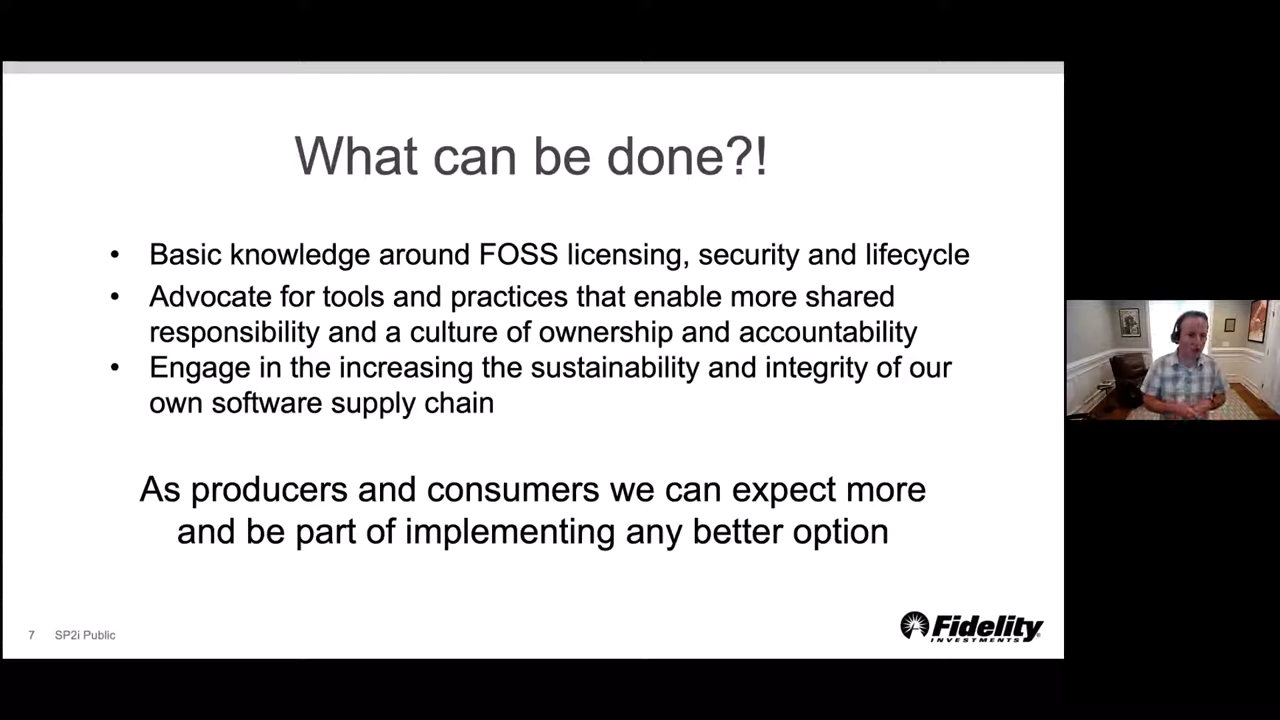 What can be done?!
• Basic knowledge around FOSS licensing, security and lifecycle
• Advocate for tools and practices that enable more shared
responsibility and a culture of ownership and accountability
• Engage in the increasing the sustainability and integrity of our
own software supply chain
As producers and consumers we can expect more
and be part of implementing any better option
7 SP2i Public
Fidelity
INVESTMENTS